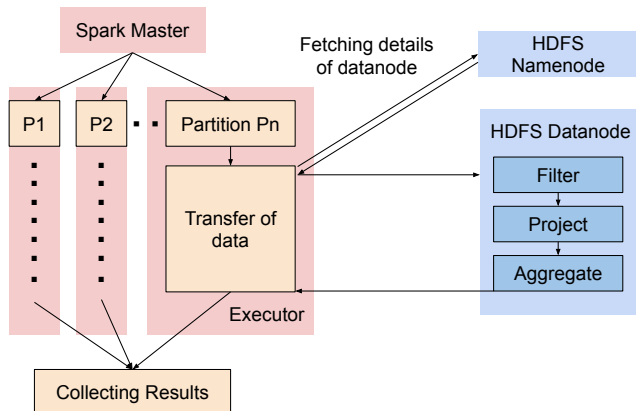 Spark Master
Fetching details
of datanode
HDFS
Namenode
P1
P2
Partition Pn
HDFS Datanode
Filter
Project
Aggregate
Transfer of
data
Executor
Collecting Results